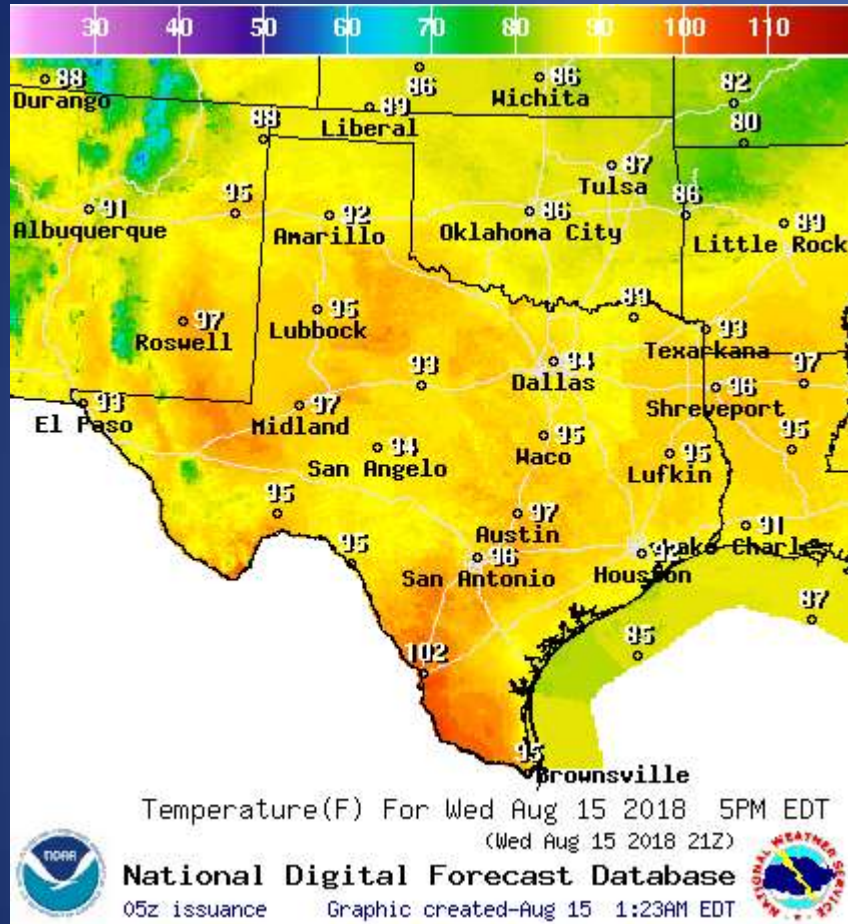 30 40 50 60 70 80 90 100 110
88 Durango
86
86 Wichita
82
89 Liberal
80
88
87 Tulsa
91 Albuquerque
95
92 Amarillo
86 Oklahoma City
86
89 Little Rock
97 Roswell
95 Lubbock
89
93 Texarkana
94 Dallas
93
97
96 Shreveport
93 El Paso
97 Midland
94 San Angelo
95 Waco
95 Lufkin
95
95
97 Austin
91 Lake Charles
95
96 San Antonio
92 Houston
87
85
102
95
Brownsville
Temperature(F) For Wed Aug 15 2018 5PM EDT
(Wed Aug 15 2018 21Z)
NOAA
National Digital Forecast Database
05z issuance Graphic created-Aug 15 1:23AM EDT
NATIONAL WEATHER SERVICE